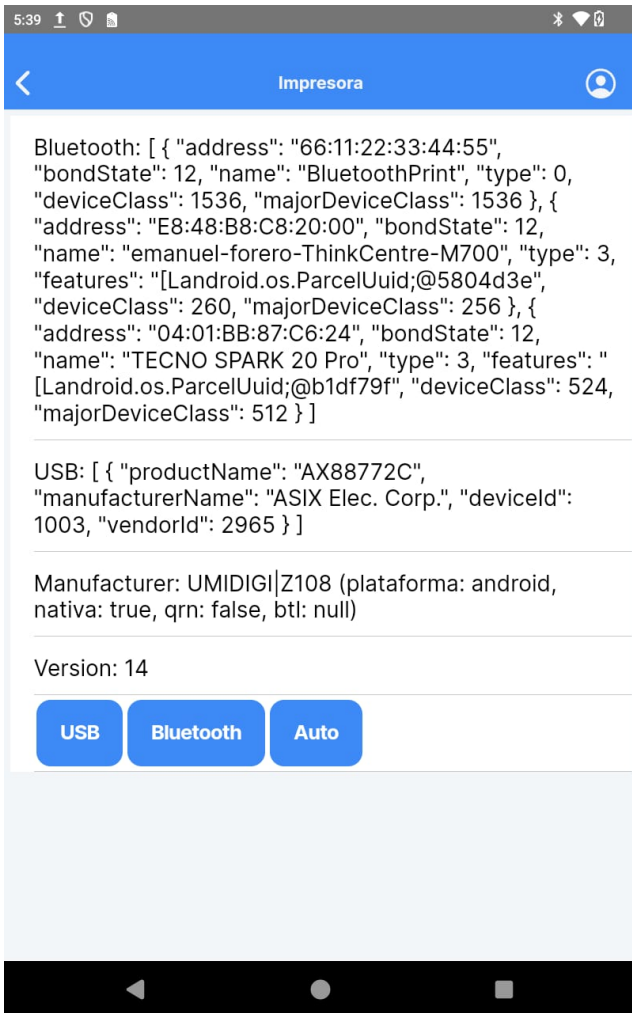 5:39
Impresora
Bluetooth: [ { "address": "66:11:22:33:44:55",
"bondState": 12, "name": "BluetoothPrint", "type": 0,
"deviceClass": 1536, "majorDeviceClass": 1536 }, {
"address": "E8:48:B8:C8:20:00", "bondState": 12,
"name": "emanuel-forero-ThinkCentre-M700", "type": 3,
"features": "[Landroid.os.ParcelUuid;@5804d3e",
"deviceClass": 260, "majorDeviceClass": 256 }, {
"address": "04:01:BB:87:C6:24", "bondState": 12,
"name": "TECNO SPARK 20 Pro", "type": 3, "features": "
[Landroid.os.ParcelUuid;@b1df79f", "deviceClass": 524,
"majorDeviceClass": 512 } ]
USB: [ { "productName": "AX88772C",
"manufacturerName": "ASIX Elec. Corp.", "deviceId":
1003, "vendorId": 2965 } ]
Manufacturer: UMIDIGI|Z108 (plataforma: android,
nativa: true, qrn: false, btl: null)
Version: 14
USB Bluetooth Auto